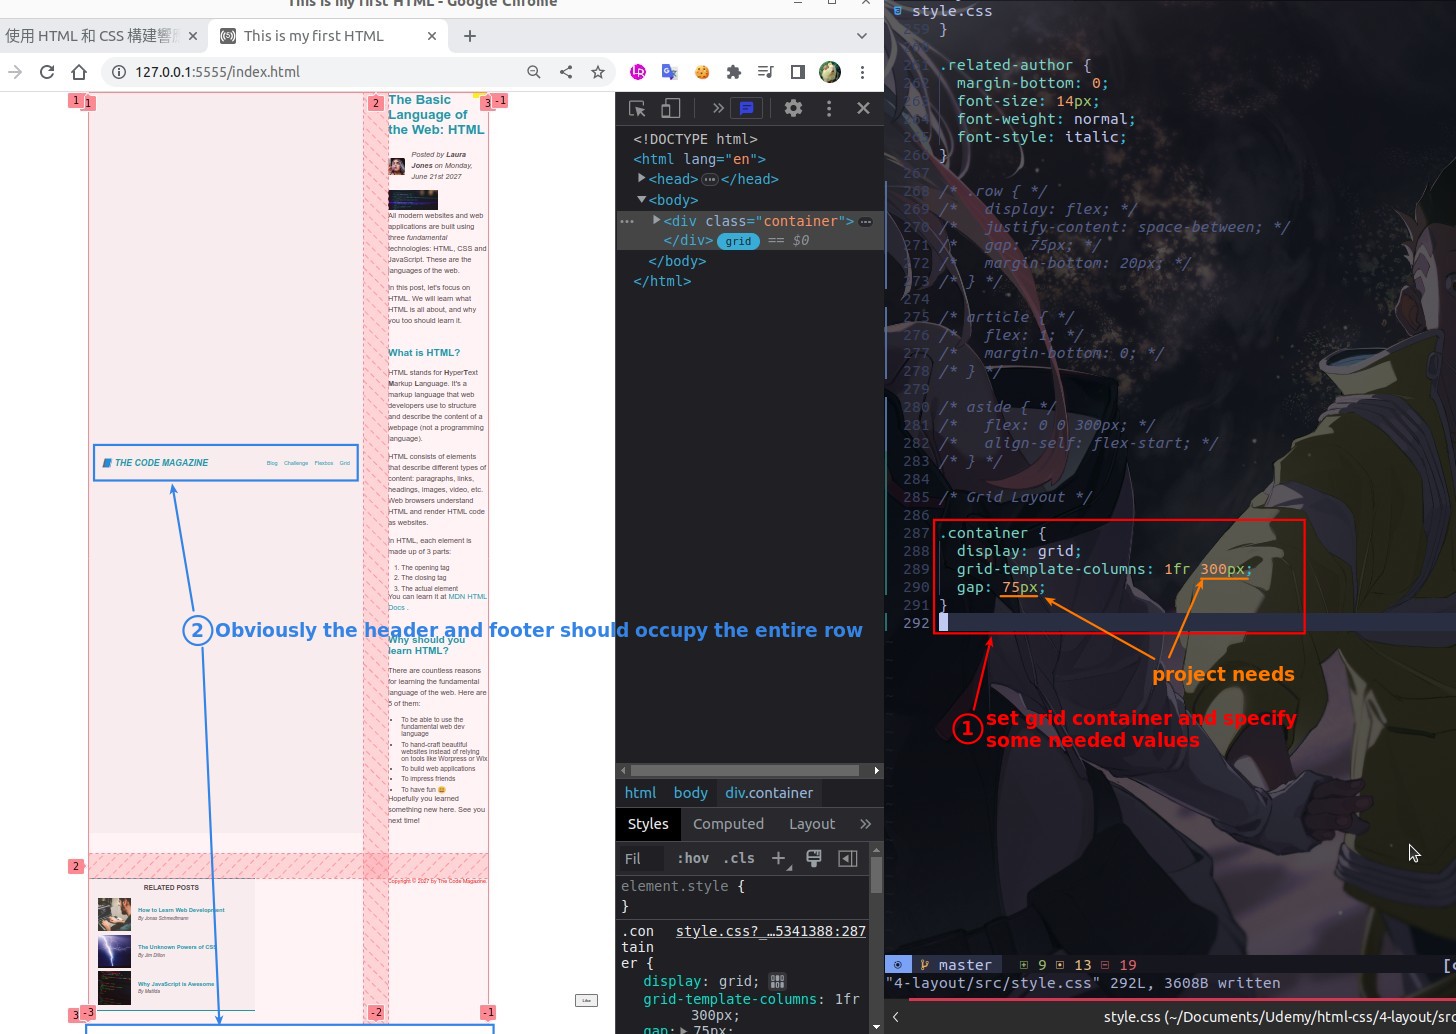 This is my first HTML - Google Chrome
使用 HTML 和 CSS 構建響
This is my first HTML
127.0.0.1:5555/index.html
1
1
2
3
-1
The Basic
Language of
the Web: HTML
Posted by Laura
Jones on Monday,
June 21st 2027
All modern websites and web
applications are built using
three fundamental
technologies: HTML, CSS and
JavaScript. These are the
languages of the web.
In this post, let's focus on
HTML. We will learn what
HTML is all about, and why
you too should learn it.
What is HTML?
HTML stands for HyperText
Markup Language. It's a
markup language that web
developers use to structure
and describe the content of a
webpage (not a programming
language).
THE CODE MAGAZINE
Blog Challenge Flexbox Grid
HTML consists of elements
that describe different types of
content: paragraphs, links,
headings, images, video, etc.
Web browsers understand
HTML and render HTML code
as websites.
In HTML, each element is
made up of 3 parts:
1. The opening tag
2. The closing tag
3. The actual element
You can learn it at MDN HTML
Docs .
② Obviously the header and footer should occupy the entire row
Why should you
learn HTML?
There are countless reasons
for learning the fundamental
language of the web. Here are
5 of them:
• To be able to use the
fundamental web dev
language
• To hand-craft beautiful
websites instead of relying
on tools like Worpress or Wix
• To build web applications
• To impress friends
• To have fun 😀
Hopefully you learned
something new here. See you
next time!
2
Copyright © 2027 by The Code Magazine.
RELATED POSTS
How to Learn Web Development
By Jonas Schmedtmann
The Unknown Powers of CSS
By Jim Dillon
Why JavaScript is Awesome
By Matilda
Like
3
-3
-2
-1
<!DOCTYPE html>
<html lang="en">
<head>…</head>
<body>
<div class="container">…
</div> grid == $0
</body>
</html>
html body div.container
Styles Computed Layout
Fil :hov .cls
element.style {
}
.con style.css?_…5341388:287
tain
er {
display: grid;
grid-template-columns: 1fr
300px;
gap: 75px;
style.css
259 }
.related-author {
262 margin-bottom: 0;
font-size: 14px;
264 font-weight: normal;
font-style: italic;
266 }
267
268 /* .row { */
269 /* display: flex; */
270 /* justify-content: space-between; */
271 /* gap: 75px; */
272 /* margin-bottom: 20px; */
273 /* } */
274
275 /* article { */
276 /* flex: 1; */
277 /* margin-bottom: 0; */
278 /* } */
279
280 /* aside { */
281 /* flex: 0 0 300px; */
282 /* align-self: flex-start; */
283 /* } */
284
285 /* Grid Layout */
286
287 .container {
288 display: grid;
289 grid-template-columns: 1fr 300px;
290 gap: 75px;
291 }
292
project needs
① set grid container and specify
some needed values
master 9 13 19
"4-layout/src/style.css" 292L, 3608B written
style.css (~/Documents/Udemy/html-css/4-layout/src